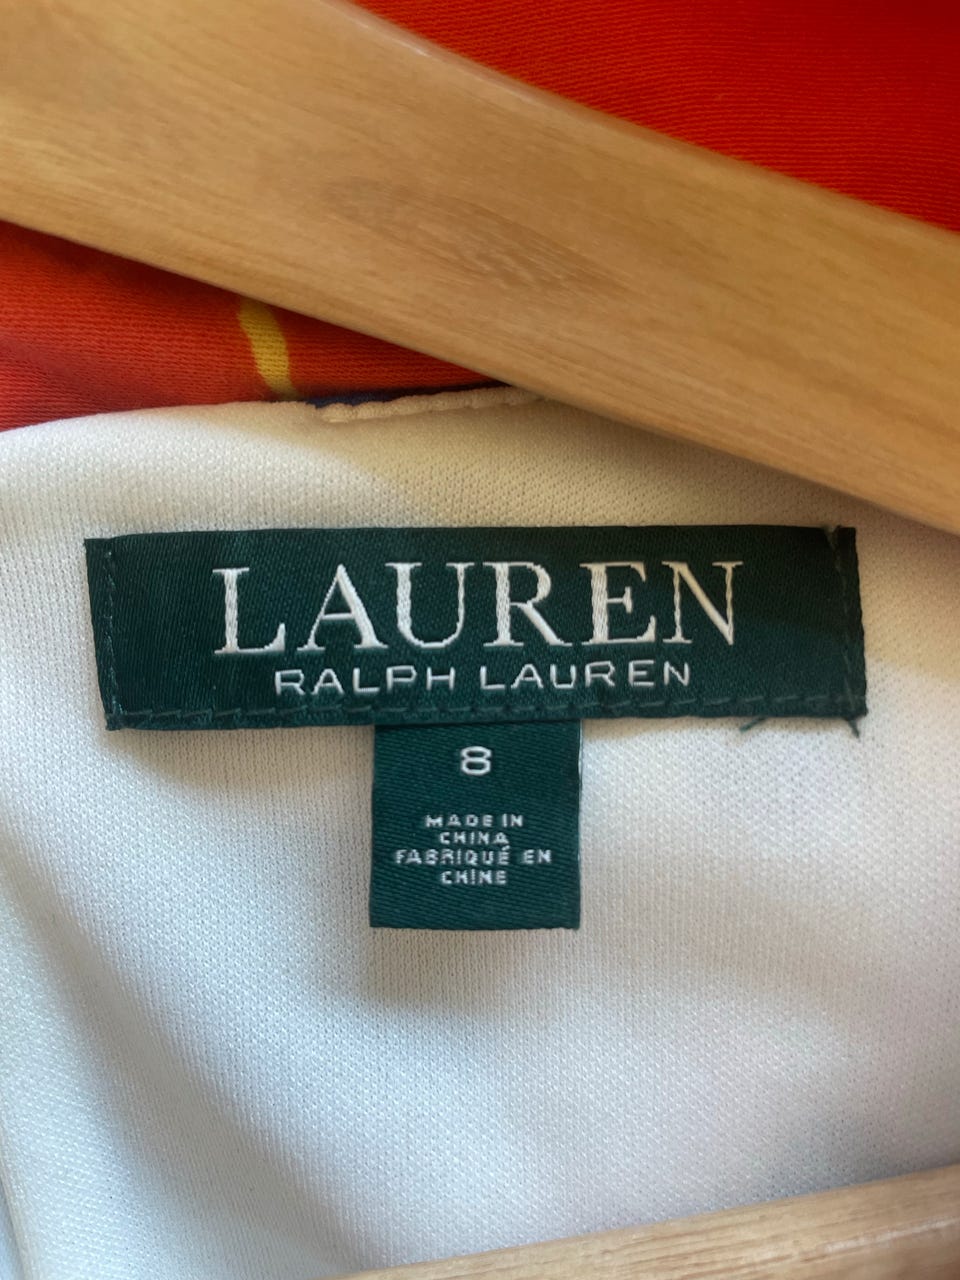 LAUREN
RALPH LAUREN
8
MADE IN
CHINA
FABRIQUÉ EN
CHINE